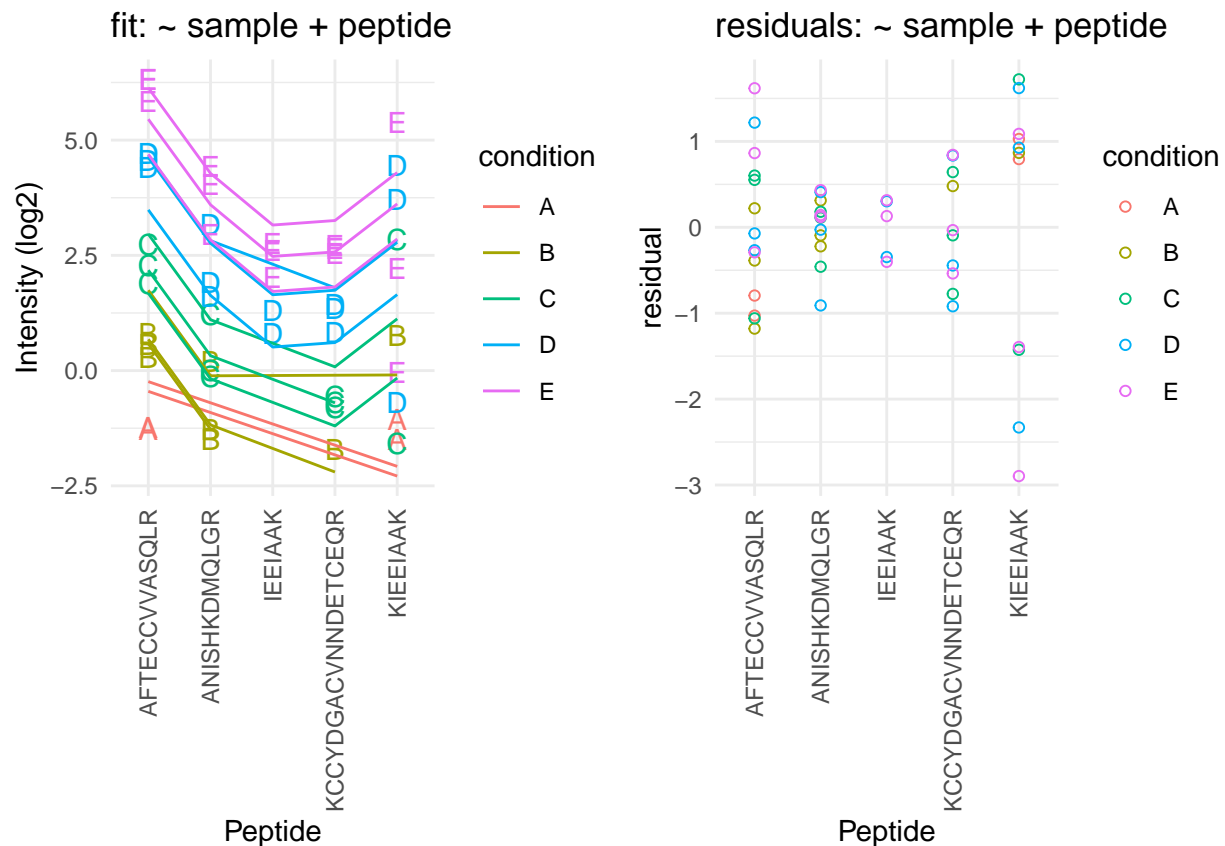 fit: ~ sample + peptide
Intensity (log2)
5.0
2.5
0.0
−2.5
AFTECCVVASQLR
ANISHKDMQLGR
IEEIAAK
KCCYDGACVNNDETCEQR
KIEEIAAK
Peptide
condition
A
B
C
D
E
residuals: ~ sample + peptide
residual
1
0
−1
−2
−3
AFTECCVVASQLR
ANISHKDMQLGR
IEEIAAK
KCCYDGACVNNDETCEQR
KIEEIAAK
Peptide
condition
A
B
C
D
E